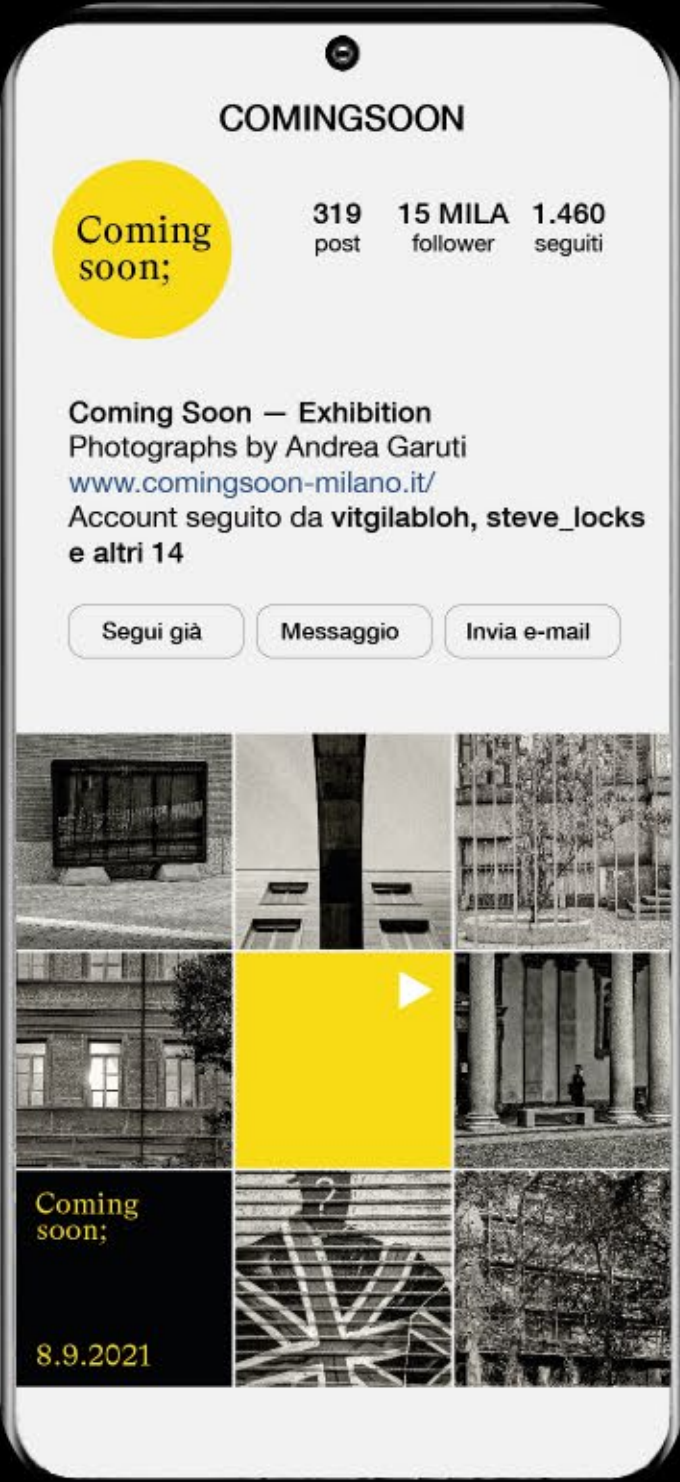 COMINGSOON
Coming
soon;
319 15 MILA 1.460
post follower seguiti
Coming Soon — Exhibition
Photographs by Andrea Garuti
www.comingsoon-milano.it/
Account seguito da vitgilabloh, steve_locks
e altri 14
Segui già Messaggio Invia e-mail
Coming
soon;
8.9.2021
?